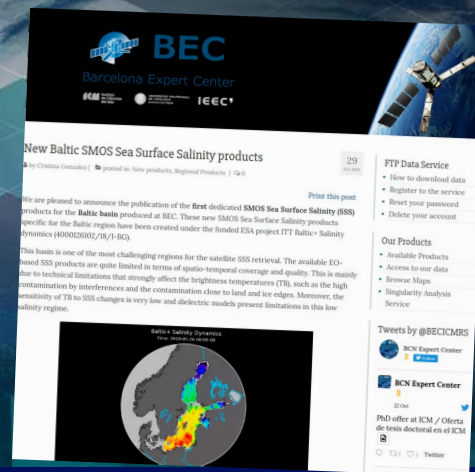 BEC
Barcelona Expert Center
ICM
IEEC
New Baltic SMOS Sea Surface Salinity products
by Cristina Gonzalez | posted in: New products, Regional Products | 0
29
Print this post
We are pleased to announce the publication of the first dedicated SMOS Sea Surface Salinity (SSS)
products for the Baltic basin produced at BEC. These new SMOS Sea Surface Salinity products
specific for the Baltic region have been created under the funded ESA project ITT Baltic+ Salinity
dynamics (4000126102/18/I-BG).
This basin is one of the most challenging regions for the satellite SSS retrieval. The available EO-
based SSS products are quite limited in terms of spatio-temporal coverage and quality. This is mainly
due to technical limitations that strongly affect the brightness temperatures (TB), such as the high
contamination by interferences and the contamination close to land and ice edges. Moreover, the
sensitivity of TB to SSS changes is very low and dielectric models present limitations in this low
salinity regime.
Baltic+ Salinity Dynamics
FTP Data Service
• How to download data
• Register to the service
• Reset your password
• Delete your account
Our Products
• Available Products
• Access to our data
• Browse Maps
• Singularity Analysis
Service
Tweets by @BECICMRS
BCN Expert Center
Follow
BCN Expert Center
22 Oct
PhD offer at ICM / Oferta
de tesis doctoral en el ICM
Twitter